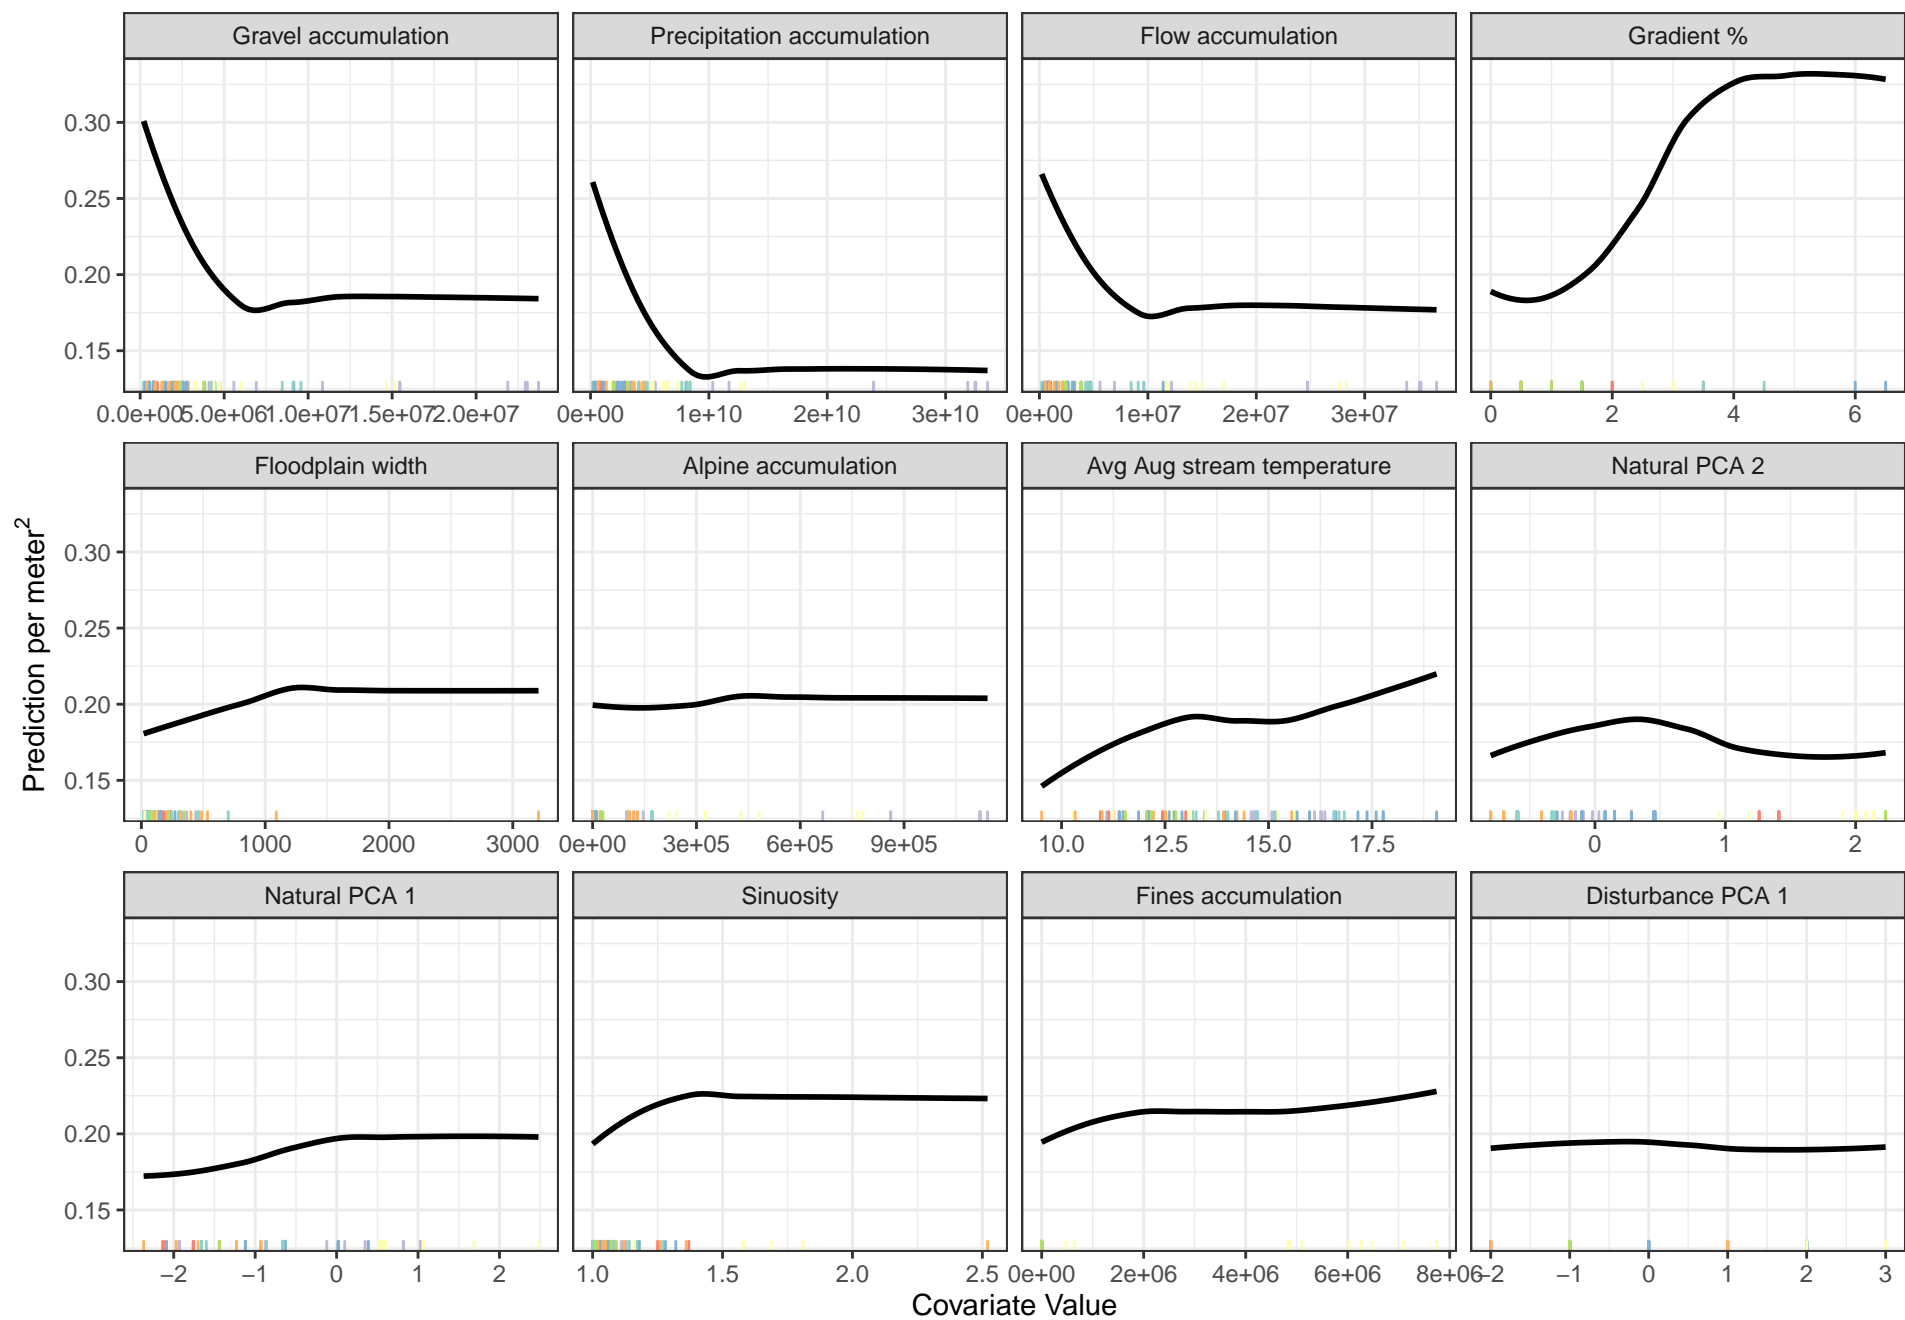 Gravel accumulation Precipitation accumulation Flow accumulation Gradient %
0.30
0.25
0.20
0.15
0.0e+00 5.0e+06 1.0e+07 1.5e+07 2.0e+07 0e+00 1e+10 2e+10 3e+10 0e+00 1e+07 2e+07 3e+07 0 2 4 6
Floodplain width Alpine accumulation Avg Aug stream temperature Natural PCA 2
0.30
0.25
0.20
0.15
0 1000 2000 3000 0e+00 3e+05 6e+05 9e+05 10.0 12.5 15.0 17.5 0 1 2
Natural PCA 1 Sinuosity Fines accumulation Disturbance PCA 1
0.30
0.25
0.20
0.15
−2 −1 0 1 2 1.0 1.5 2.0 2.5 0e+00 2e+06 4e+06 6e+06 8e+06 −2 −1 0 1 2 3
Covariate Value
Prediction per meter²